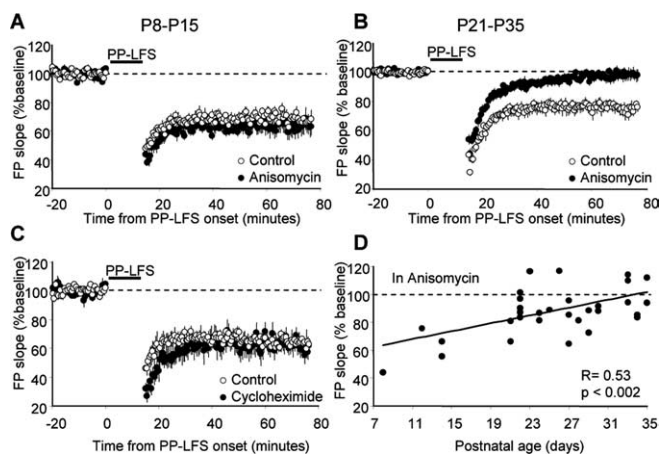 A
P8-P15
PP-LFS
FP slope (%baseline)
120
100
80
60
40
20
-20
0
20
40
60
80
Control
Anisomycin
Time from PP-LFS onset (minutes)
B
P21-P35
PP-LFS
FP slope (% baseline)
120
100
80
60
40
20
-20
0
20
40
60
80
Control
Anisomycin
Time from PP-LFS onset (minutes)
C
PP-LFS
FP slope (% baseline)
120
100
80
60
40
20
-20
0
20
40
60
80
Control
Cycloheximide
Time from PP-LFS onset (minutes)
D
In Anisomycin
FP slope (% baseline)
120
100
80
60
40
20
7
11
15
19
23
27
31
35
R= 0.53
p < 0.002
Postnatal age (days)